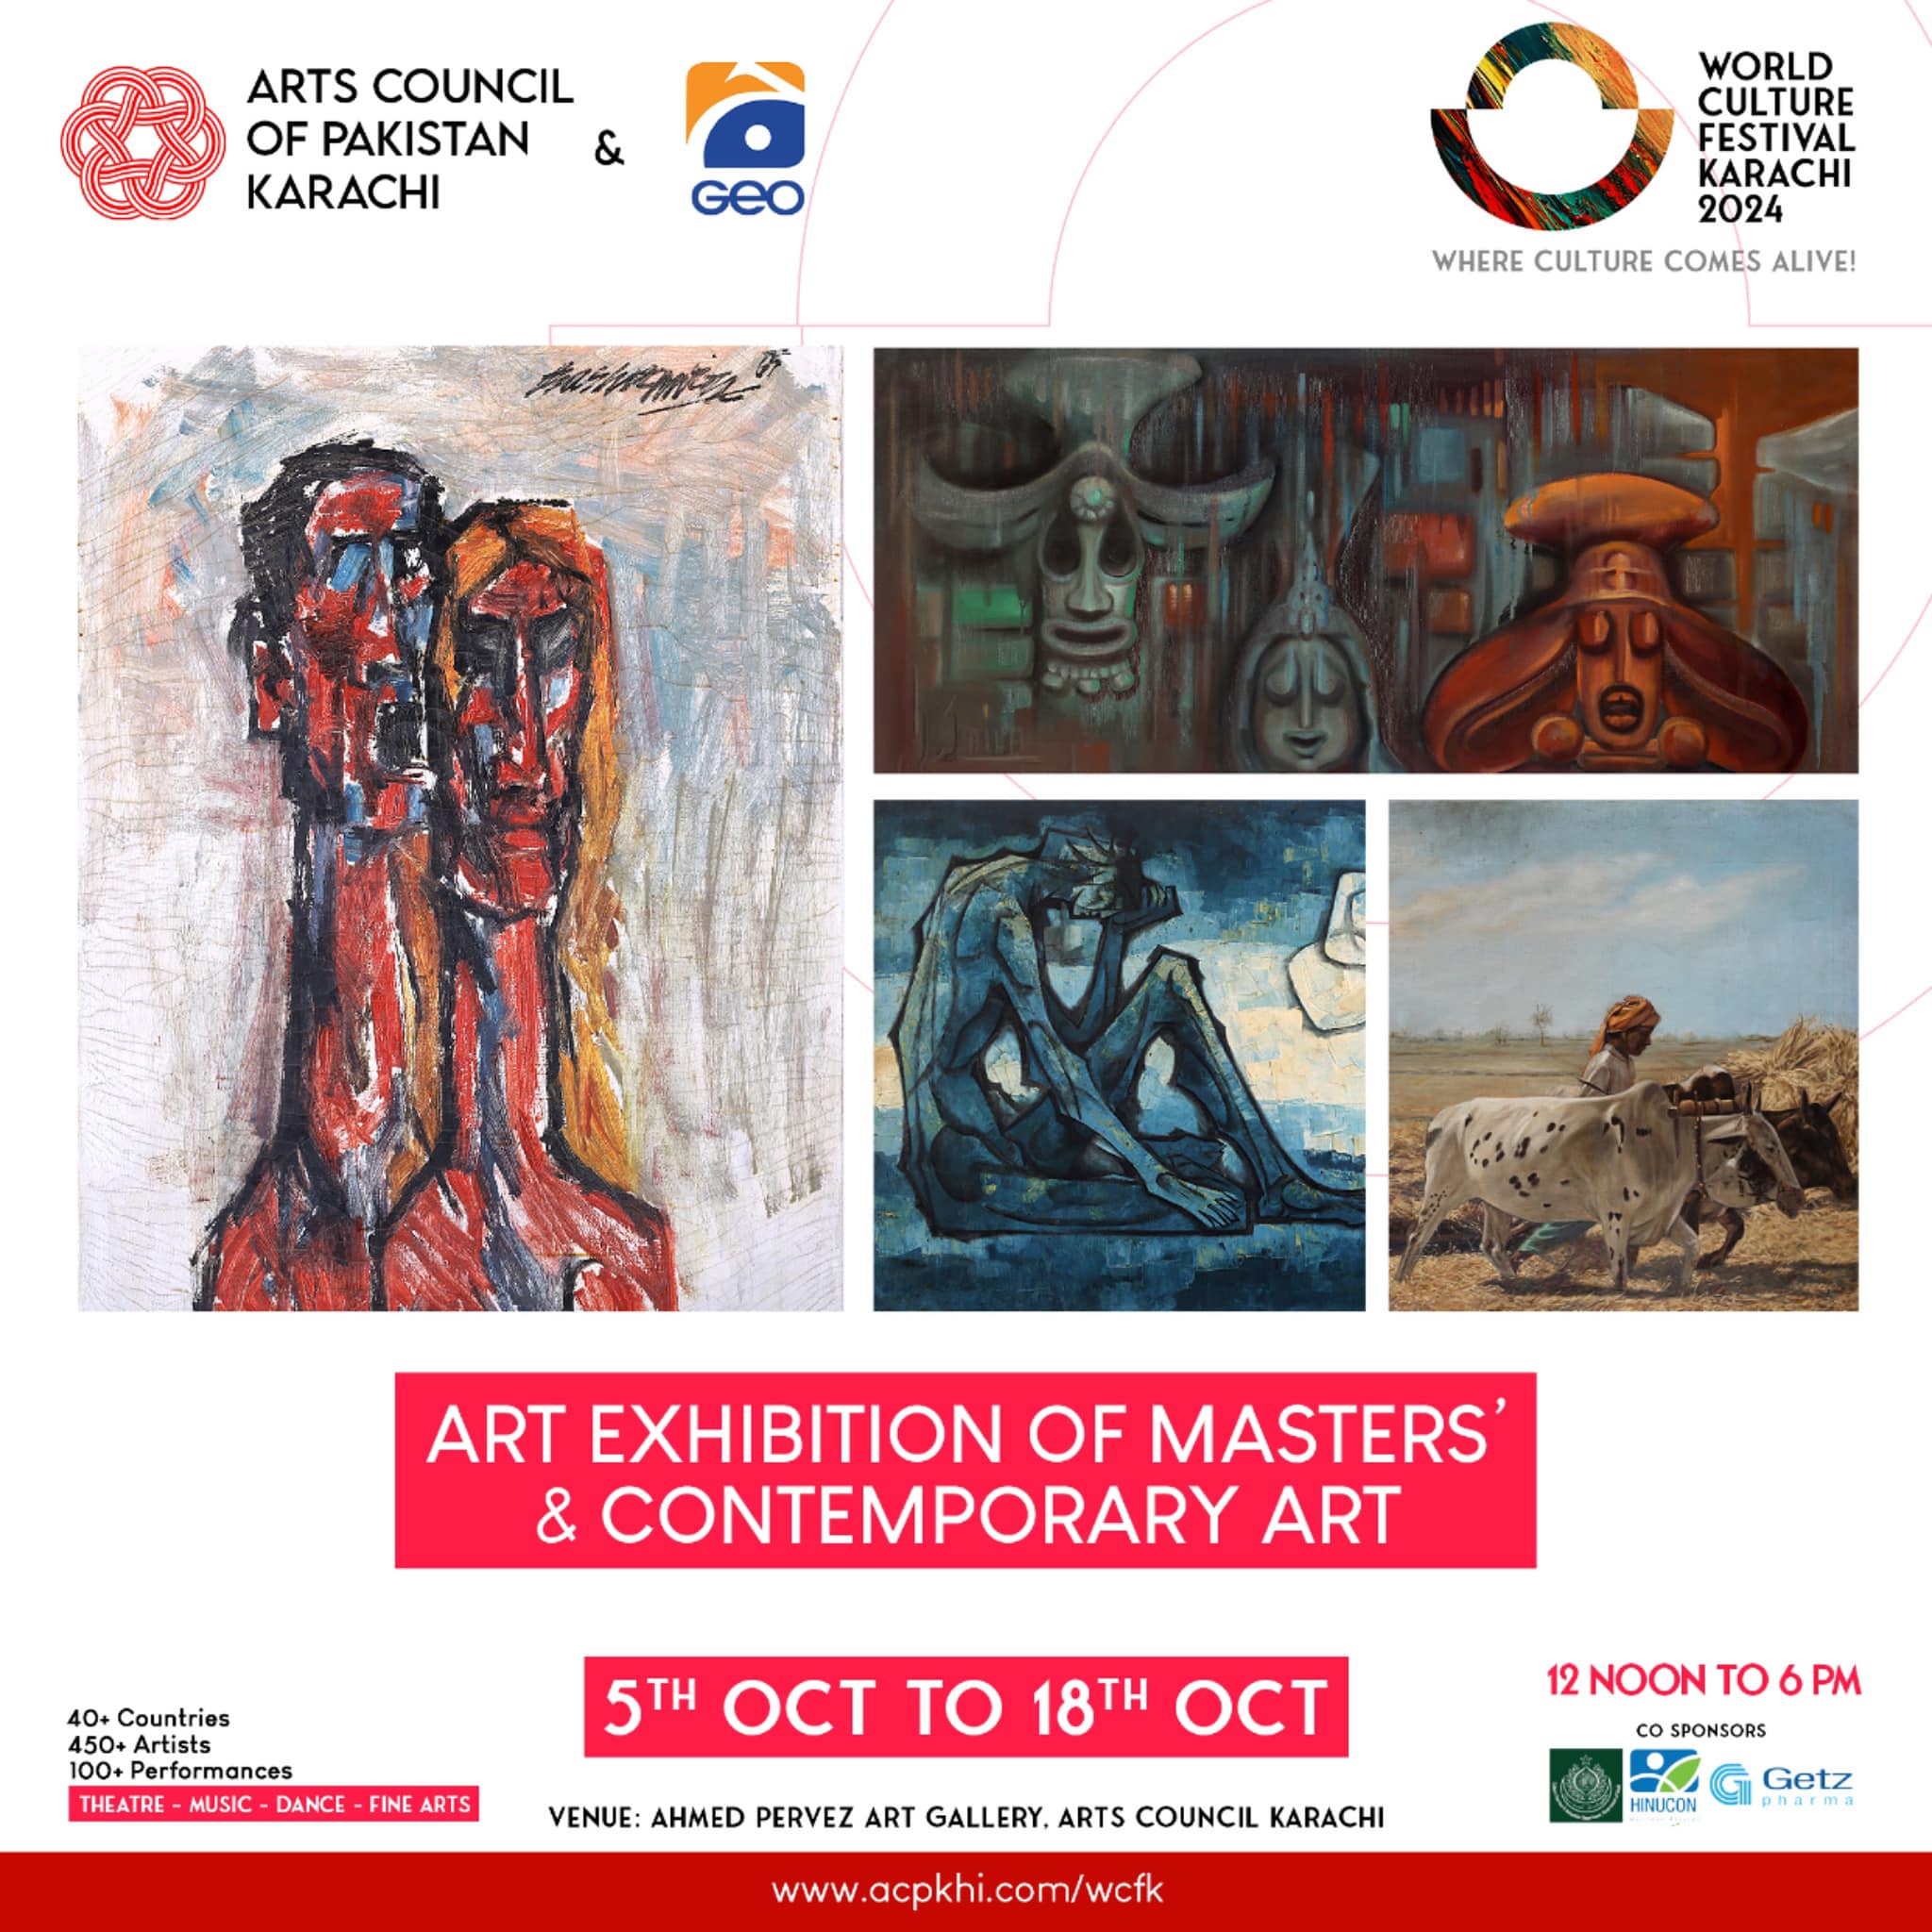 ARTS COUNCIL
OF PAKISTAN
KARACHI
&
GEO
WORLD
CULTURE
FESTIVAL
KARACHI
2024
WHERE CULTURE COMES ALIVE!
ART EXHIBITION OF MASTERS’
& CONTEMPORARY ART
5TH OCT TO 18TH OCT
12 NOON TO 6 PM
CO SPONSORS
HINUCON
Getz
pharma
40+ Countries
450+ Artists
100+ Performances
THEATRE - MUSIC - DANCE - FINE ARTS
VENUE: AHMED PERVEZ ART GALLERY, ARTS COUNCIL KARACHI
www.acpkhi.com/wcfk